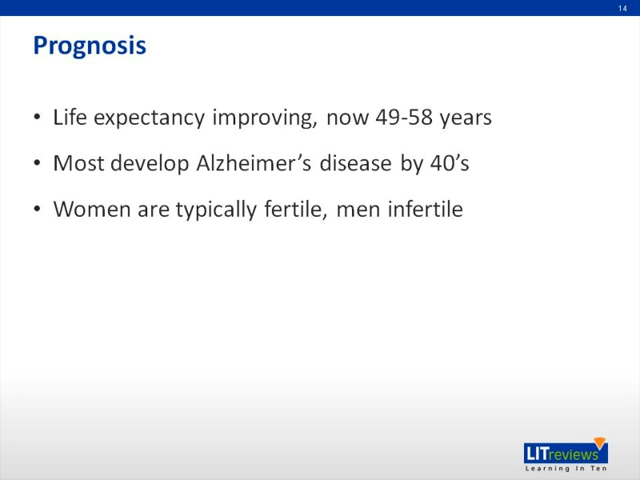 14
Prognosis
• Life expectancy improving, now 49-58 years
• Most develop Alzheimer’s disease by 40’s
• Women are typically fertile, men infertile
LITreviews
Learning In Ten